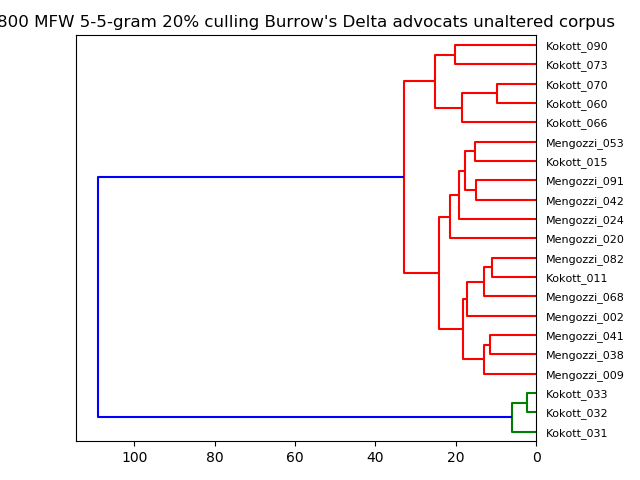 800 MFW 5-5-gram 20% culling Burrow's Delta advocats unaltered corpus
Kokott_090
Kokott_073
Kokott_070
Kokott_060
Kokott_066
Mengozzi_053
Kokott_015
Mengozzi_091
Mengozzi_042
Mengozzi_024
Mengozzi_020
Mengozzi_082
Kokott_011
Mengozzi_068
Mengozzi_002
Mengozzi_041
Mengozzi_038
Mengozzi_009
Kokott_033
Kokott_032
Kokott_031
100 80 60 40 20 0